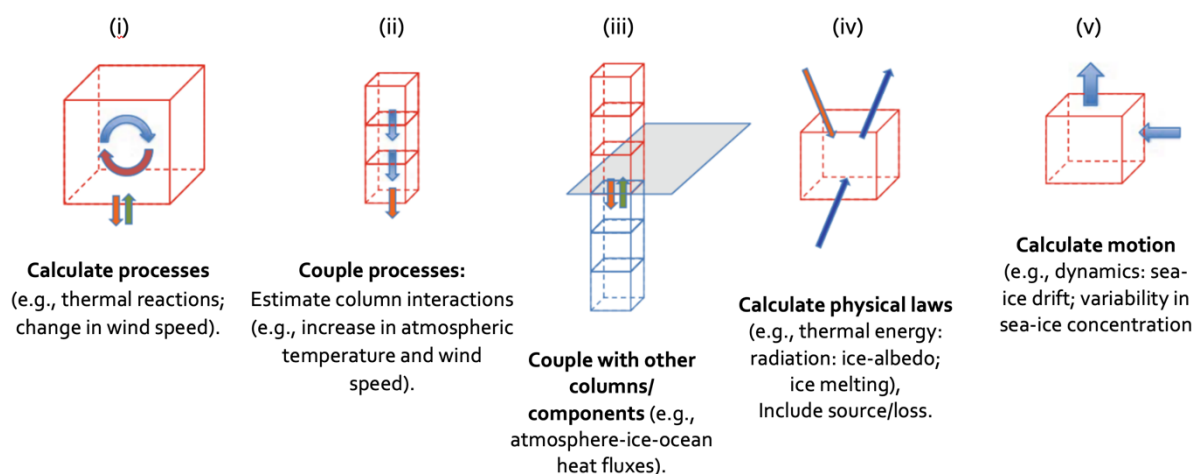 (i)
Calculate processes
(e.g., thermal reactions;
change in wind speed).
(ii)
Couple processes:
Estimate column interactions
(e.g., increase in atmospheric
temperature and wind
speed).
(iii)
Couple with other
columns/
components (e.g.,
atmosphere-ice-ocean
heat fluxes).
(iv)
Calculate physical laws
(e.g., thermal energy:
radiation: ice-albedo;
ice melting),
Include source/loss.
(v)
Calculate motion
(e.g., dynamics: sea-
ice drift; variability in
sea-ice concentration